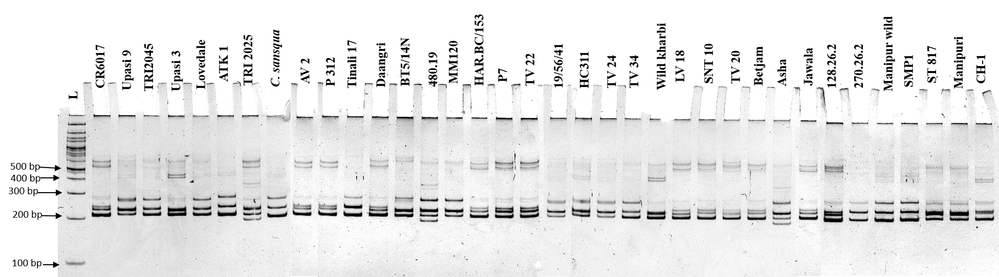 L
CR6017
Upasi 9
TRI2045
Upasi 3
Lovedale
ATK 1
TRI 2025
C. sansqua
AV 2
P 312
Tinali 17
Daangri
BT5/14N
480.19
MM120
HAR.BC/153
P7
TV 22
19/56/41
HC311
TV 24
TV 34
Wild kharbi
LV 18
SNT 10
TV 20
Betjam
Asha
Jawala
128.26.2
270.26.2
Manipur wild
SMP1
ST 817
Manipuri
CH-1
500 bp
400 bp
300 bp
200 bp
100 bp